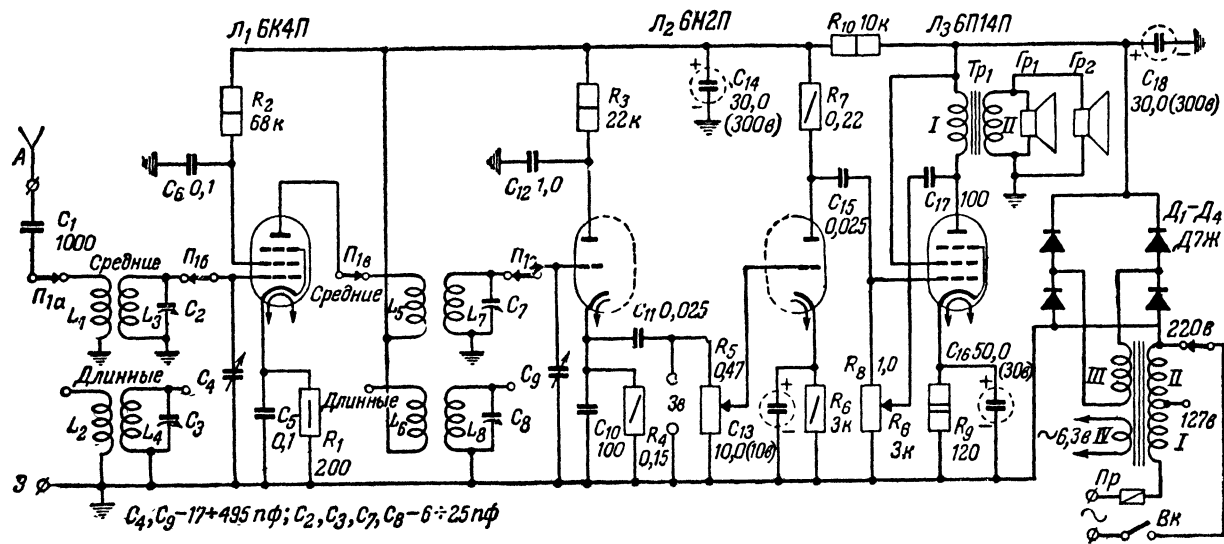 Л₁ 6К4П
Л₂ 6Н2П
R₁₀ 10к
Л₃ 6П14П
R₂
68к
R₃
22к
C₁₄
30,0
(300в)
R₇
0,22
Тр₁
Гр₁
Гр₂
I
II
C₁₈
30,0 (300в)
A
C₁
1000
C₆ 0,1
C₁₂ 1,0
C₁₅
0,025
C₁₇
100
Д₁-Д₄
Д7Ж
П₁а
Средние
П₁б
П₁в
Средние
П₁г
L₁
L₃
C₂
L₅
L₇
C₇
C₁₁ 0,025
R₅
0,47
R₈
1,0
C₁₆ 50,0
(30в)
220в
Длинные
C₄
Длинные
C₉
Зв
L₂
L₄
C₃
C₅
0,1
R₁
200
L₆
L₈
C₈
C₁₀
100
R₄
0,15
C₁₃
10,0(10в)
R₆
3к
R₆
3к
R₉
120
III
II
127в
~6,3в
IV
I
З
Пр
~
Вк
C₄, C₉-17÷495 пф; C₂, C₃, C₇, C₈-6÷25пф